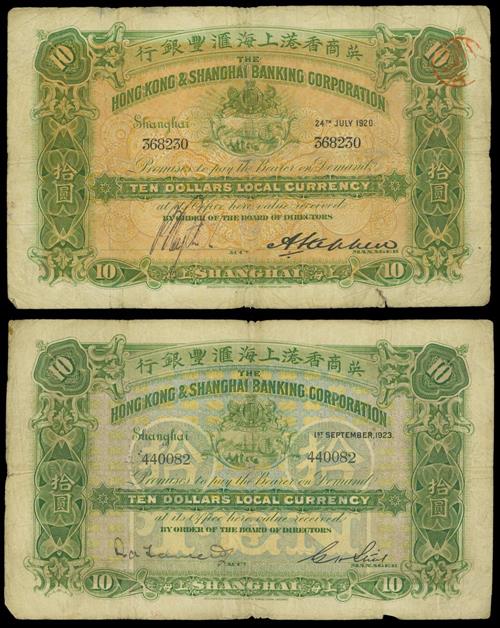 行銀豐滙海上港香商英
10 10
THE
HONG KONG & SHANGHAI BANKING CORPORATION
Shanghai 24TH JULY 1920
368230 368230
Promises to pay the Bearer on Demand
拾圓 拾圓
TEN DOLLARS LOCAL CURRENCY
at its Office here value received
BY ORDER OF THE BOARD OF DIRECTORS
MANAGER
10 SHANGHAI 10
行銀豐滙海上港香商英
10 10
THE
HONG KONG & SHANGHAI BANKING CORPORATION
Shanghai 1ST SEPTEMBER, 1923.
440082 440082
Promises to pay the Bearer on Demand
拾圓 拾圓
TEN DOLLARS LOCAL CURRENCY
at its Office here value received
BY ORDER OF THE BOARD OF DIRECTORS
MANAGER
10 SHANGHAI 10